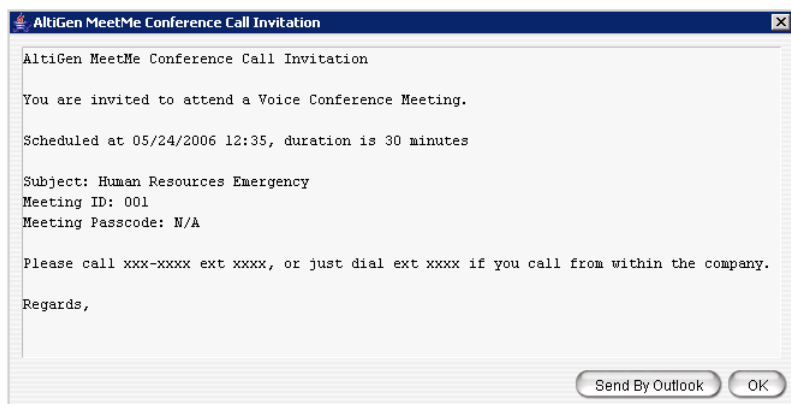 AltiGen MeetMe Conference Call Invitation
AltiGen MeetMe Conference Call Invitation
You are invited to attend a Voice Conference Meeting.
Scheduled at 05/24/2006 12:35, duration is 30 minutes
Subject: Human Resources Emergency
Meeting ID: 001
Meeting Passcode: N/A
Please call xxx-xxxx ext xxxx, or just dial ext xxxx if you call from within the company.
Regards,
Send By Outlook OK